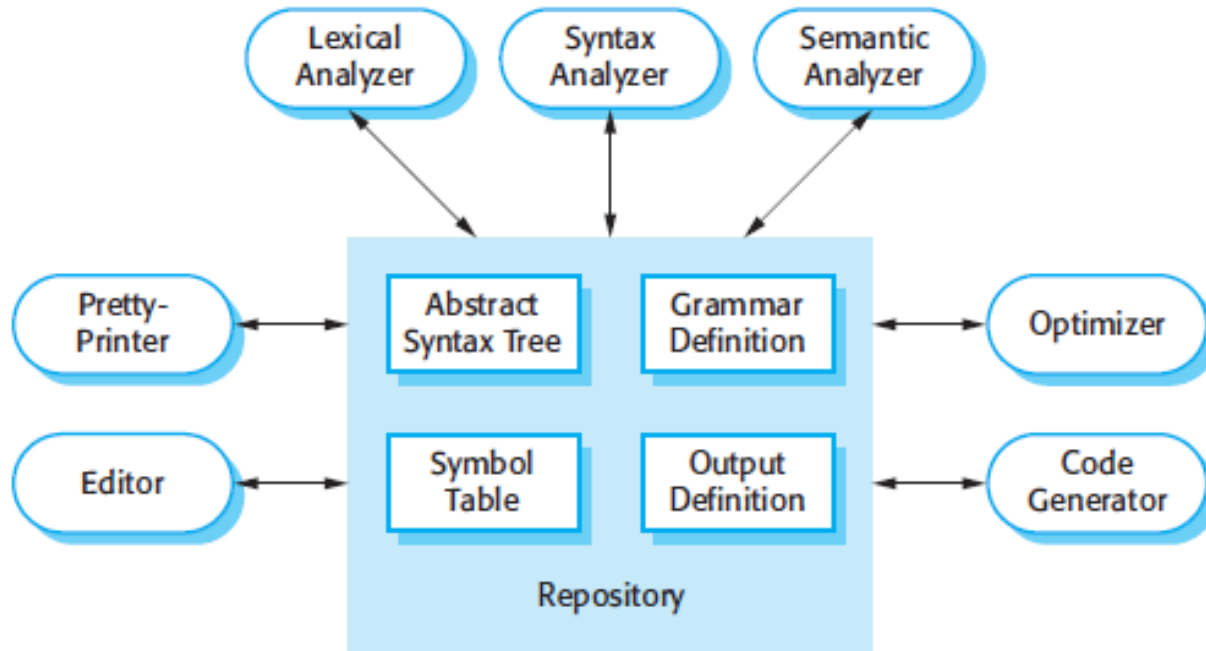 Lexical
Analyzer
Syntax
Analyzer
Semantic
Analyzer
Pretty-
Printer
Abstract
Syntax Tree
Grammar
Definition
Optimizer
Editor
Symbol
Table
Output
Definition
Code
Generator
Repository